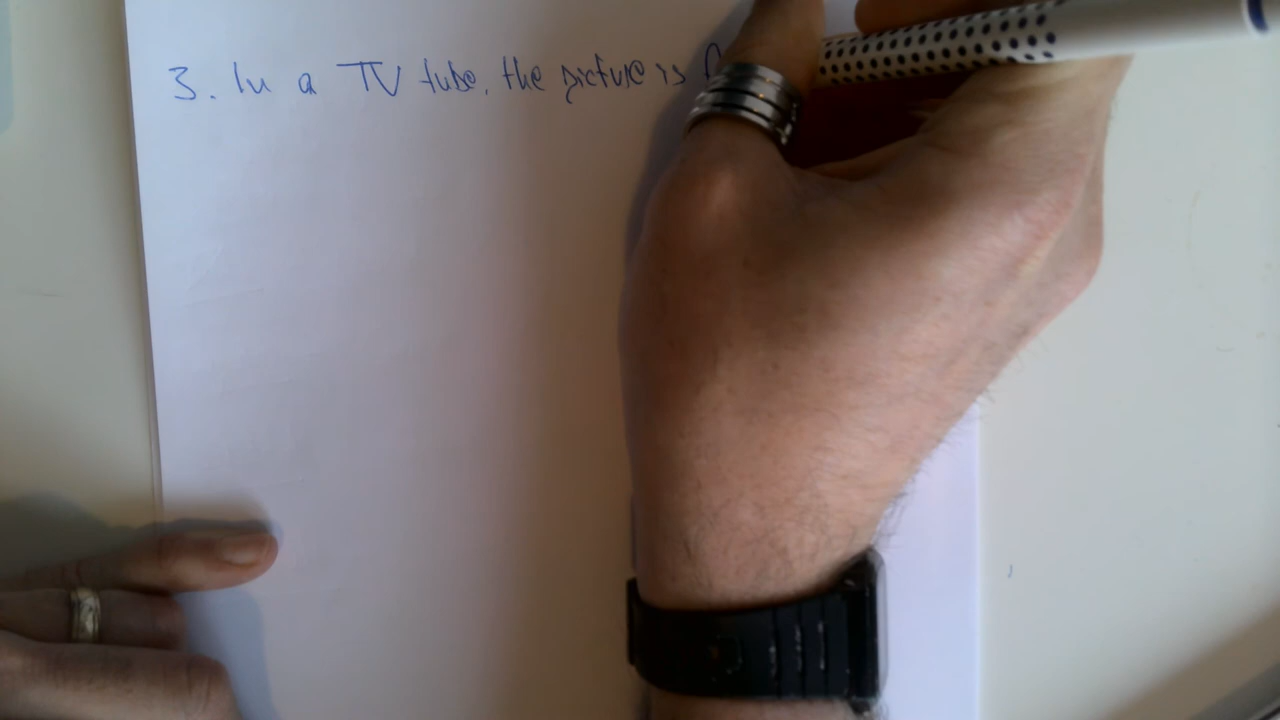 3. In a TV tube, the picture is